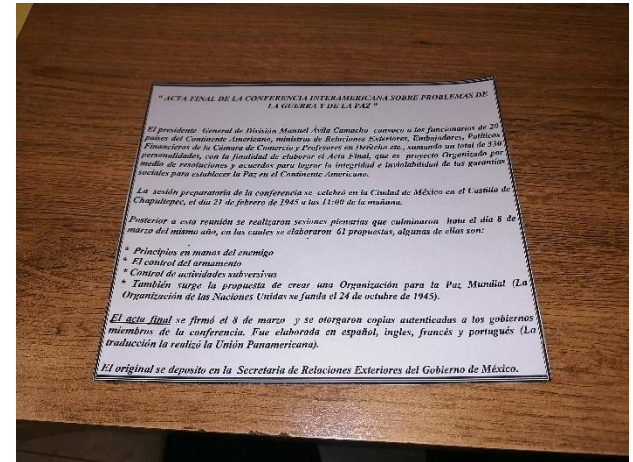 " ACTA FINAL DE LA CONFERENCIA INTERAMERICANA SOBRE PROBLEMAS DE
LA GUERRA Y DE LA PAZ "
El presidente General de División Manuel Ávila Camacho convoco a los funcionarios de 20
países del Continente Americano, ministros de Relaciones Exteriores, Embajadores, Políticos
Financieros de la Cámara de Comercio y Profesores en Derecho etc., sumando un total de 330
personalidades, con la finalidad de elaborar el Acta Final, que es proyecto Organizado por
medio de resoluciones y acuerdos para lograr la integridad e inviolabilidad de las garantías
sociales para establecer la Paz en el Continente Americano.
La sesión preparatoria de la conferencia se celebró en la Ciudad de México en el Castillo de
Chapultepec, el día 21 de febrero de 1945 a las 11:00 de la mañana.
Posterior a esta reunión se realizaron sesiones plenarias que culminaron hata el día 8 de
marzo del mismo año, en las cuales se elaboraron 61 propuestas, algunas de ellas son:
* Principios en manos del enemigo
* El control del armamento
* Control de actividades subversivas
* También surge la propuesta de crear una Organización para la Paz Mundial (La
Organización de las Naciones Unidas se funda el 24 de octubre de 1945).
El acta final se firmó el 8 de marzo y se otorgaron copias autenticadas a los gobiernos
miembros de la conferencia. Fue elaborada en español, ingles, francés y portugués (La
traducción la realizó la Unión Panamericana).
El original se deposito en la Secretaría de Relaciones Exteriores del Gobierno de México.